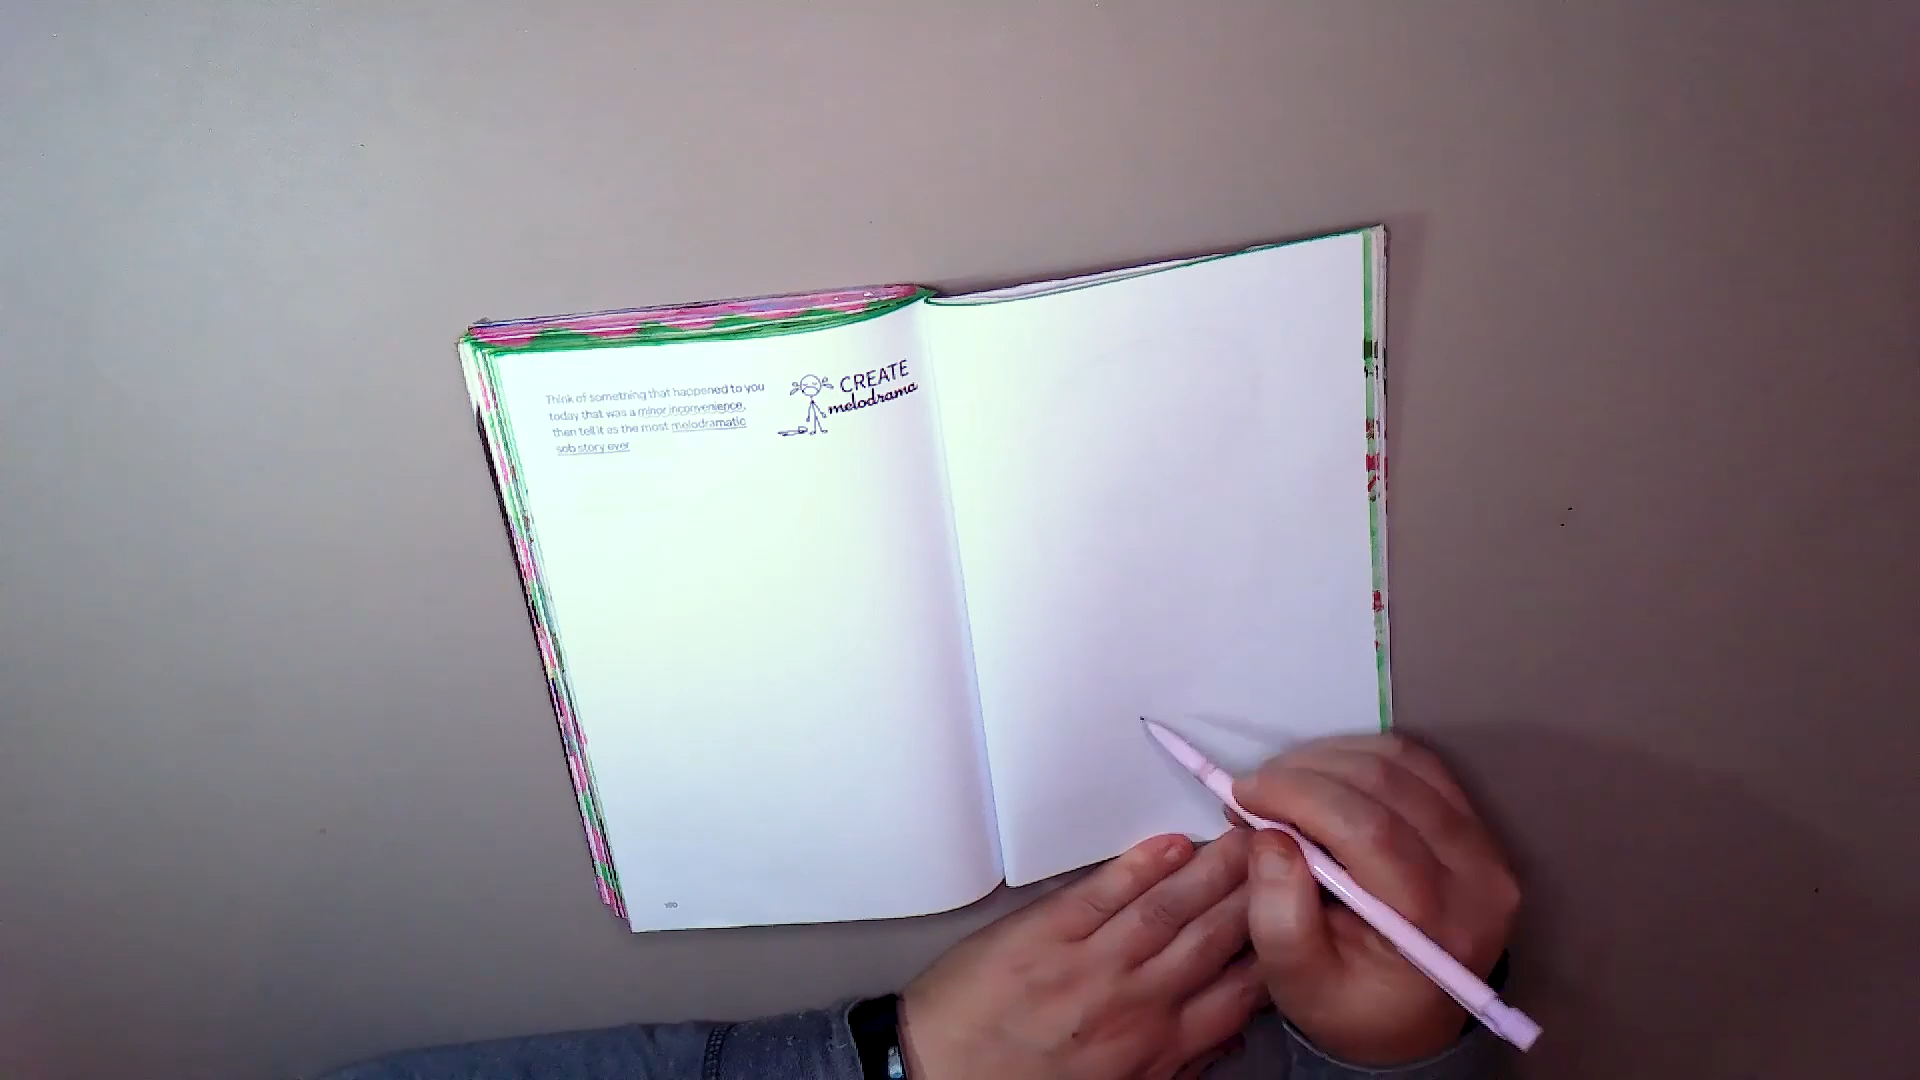 Think of something that happened to you
today that was a minor inconvenience,
then tell it as the most melodramatic
sob story ever
CREATE
melodrama